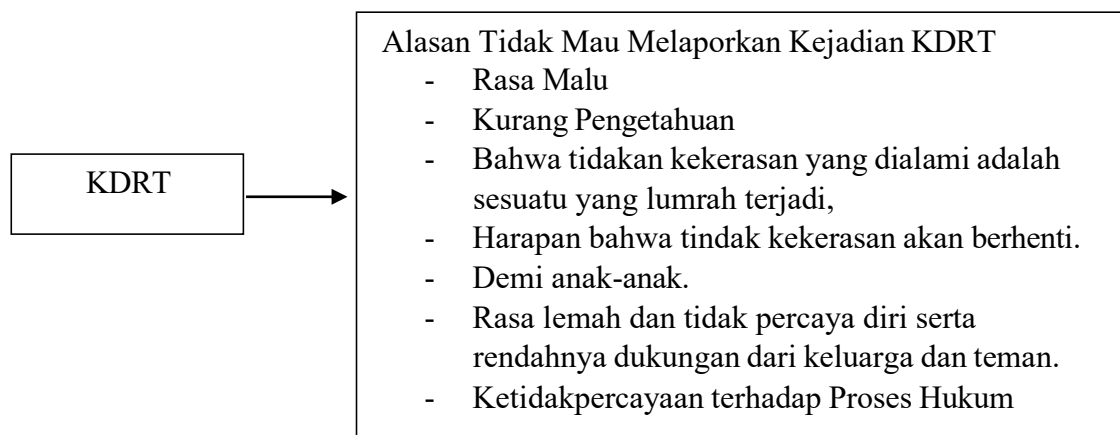 KDRT
Alasan Tidak Mau Melaporkan Kejadian KDRT
- Rasa Malu
- Kurang Pengetahuan
- Bahwa tidakan kekerasan yang dialami adalah
sesuatu yang lumrah terjadi,
- Harapan bahwa tindak kekerasan akan berhenti.
- Demi anak-anak.
- Rasa lemah dan tidak percaya diri serta
rendahnya dukungan dari keluarga dan teman.
- Ketidakpercayaan terhadap Proses Hukum